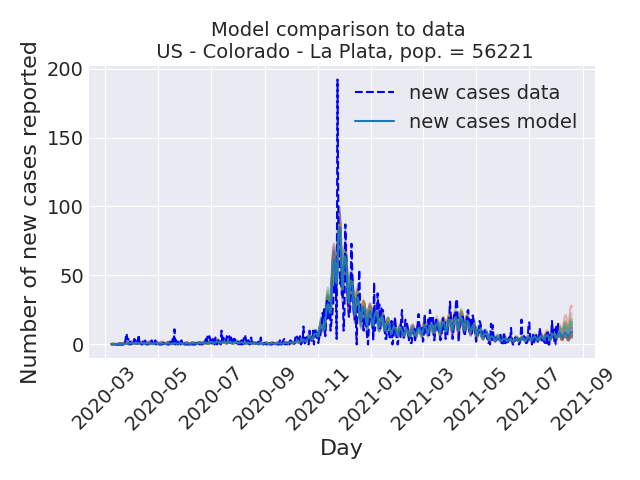 Model comparison to data
US - Colorado - La Plata, pop. = 56221
Number of new cases reported
200
150
100
50
0
new cases data
new cases model
2020-03
2020-05
2020-07
2020-09
2020-11
2021-01
2021-03
2021-05
2021-07
2021-09
Day